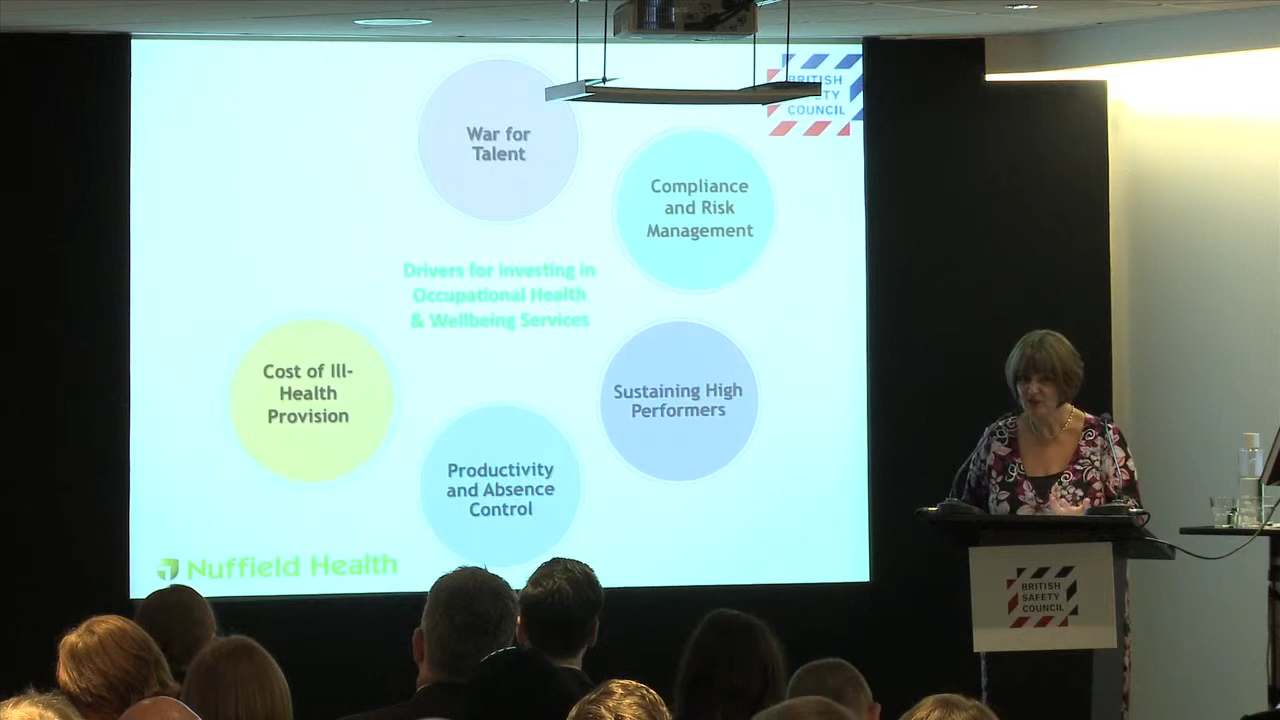 War for
Talent
BRITISH
COUNCIL
Compliance
and Risk
Management
Drivers for investing in
Occupational Health
& Wellbeing Services
Cost of Ill-
Health
Provision
Sustaining High
Performers
Productivity
and Absence
Control
Nuffield Health
BRITISH
SAFETY
COUNCIL